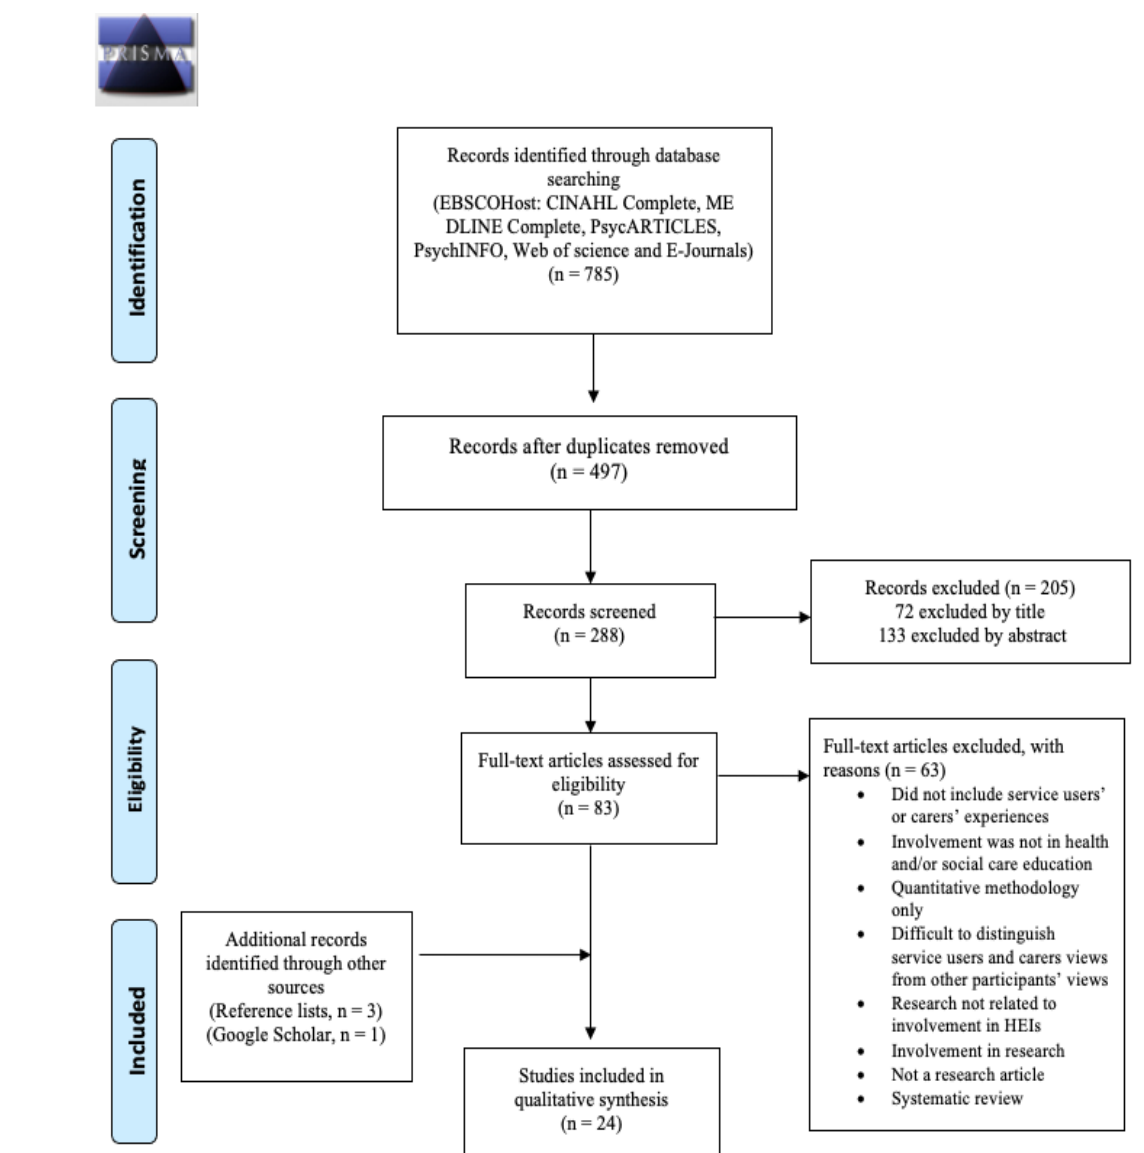 PRISMA
Identification
Records identified through database
searching
(EBSCOHost: CINAHL Complete, ME
DLINE Complete, PsycARTICLES,
PsychINFO, Web of science and E-Journals)
(n = 785)
Screening
Records after duplicates removed
(n = 497)
Records screened
(n = 288)
Records excluded (n = 205)
72 excluded by title
133 excluded by abstract
Eligibility
Full-text articles assessed for
eligibility
(n = 83)
Full-text articles excluded, with
reasons (n = 63)
• Did not include service users’
or carers’ experiences
• Involvement was not in health
and/or social care education
• Quantitative methodology
only
• Difficult to distinguish
service users and carers views
from other participants’ views
• Research not related to
involvement in HEIs
• Involvement in research
• Not a research article
• Systematic review
Included
Additional records
identified through other
sources
(Reference lists, n = 3)
(Google Scholar, n = 1)
Studies included in
qualitative synthesis
(n = 24)